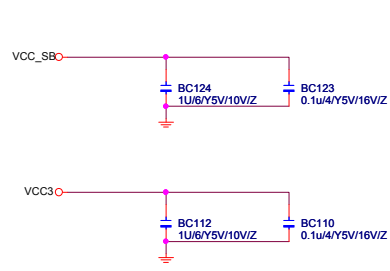 VCC_SB
BC124
1U/6/Y5V/10V/Z
BC123
0.1u/4/Y5V/16V/Z
VCC3
BC112
1U/6/Y5V/10V/Z
BC110
0.1u/4/Y5V/16V/Z